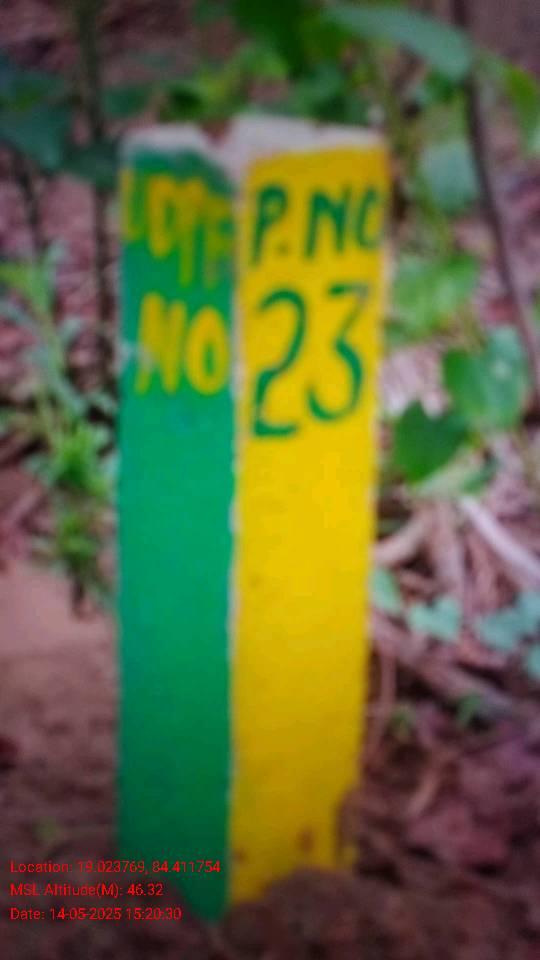 NO
P.NO
23
Location: 19.023769, 84.411754
MSL Altitude(M): 46.32
Date: 14-05-2025 15:20:30